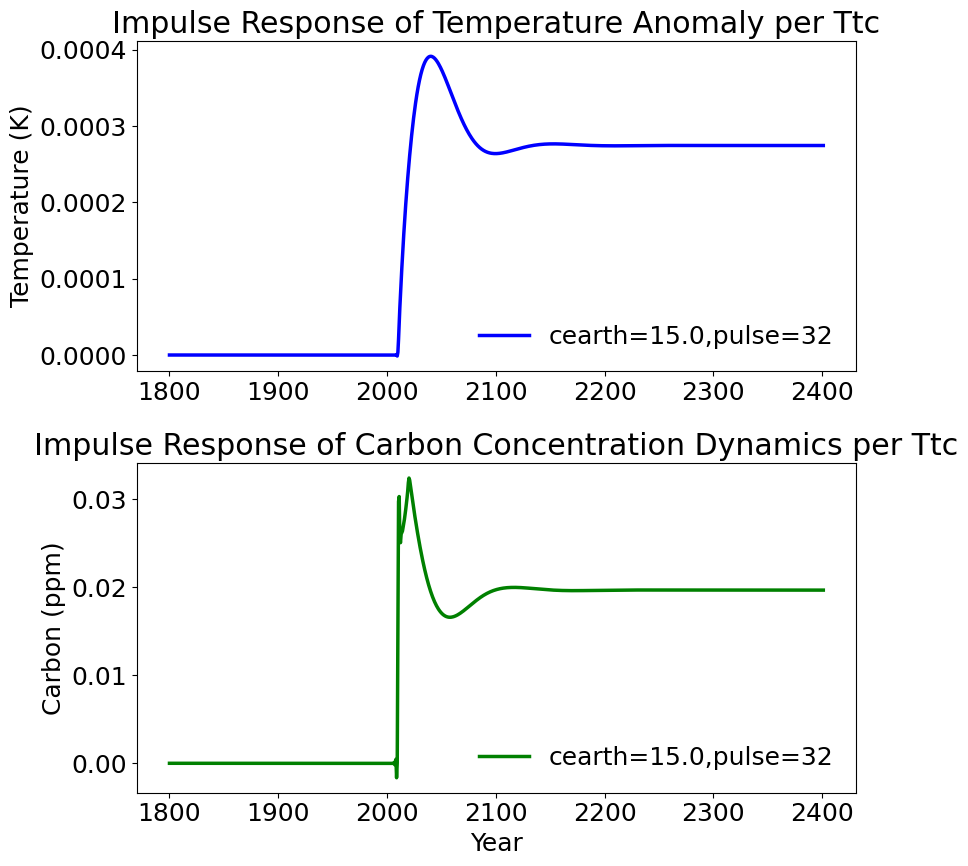 Impulse Response of Temperature Anomaly per Ttc
0.0004
0.0003
0.0002
0.0001
0.0000
Temperature (K)
cearth=15.0,pulse=32
1800 1900 2000 2100 2200 2300 2400
Impulse Response of Carbon Concentration Dynamics per Ttc
0.03
0.02
0.01
0.00
Carbon (ppm)
cearth=15.0,pulse=32
1800 1900 2000 2100 2200 2300 2400
Year